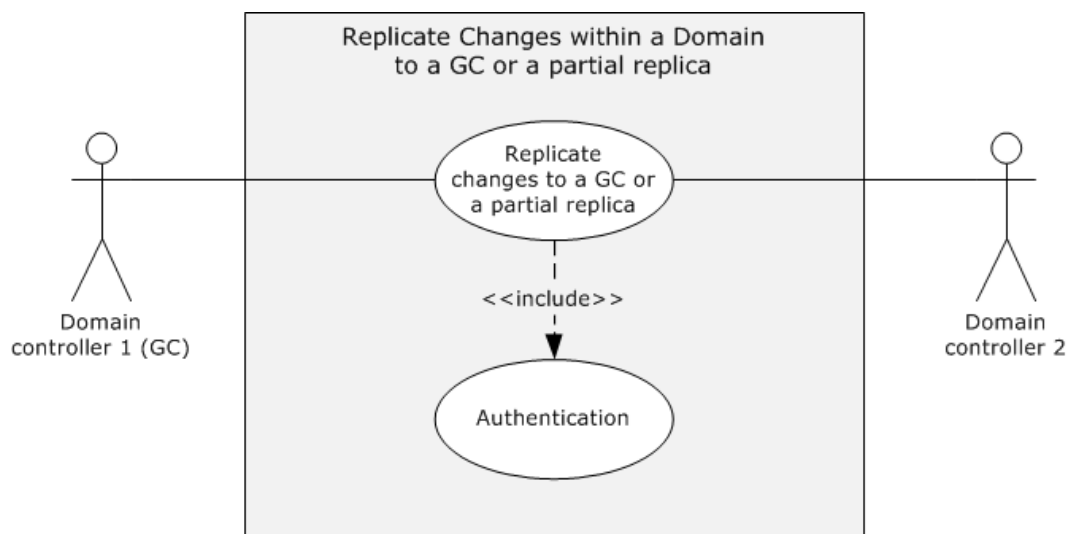 Replicate Changes within a Domain
to a GC or a partial replica
Replicate
changes to a GC or
a partial replica
<<include>>
Domain
controller 1 (GC)
Domain
controller 2
Authentication